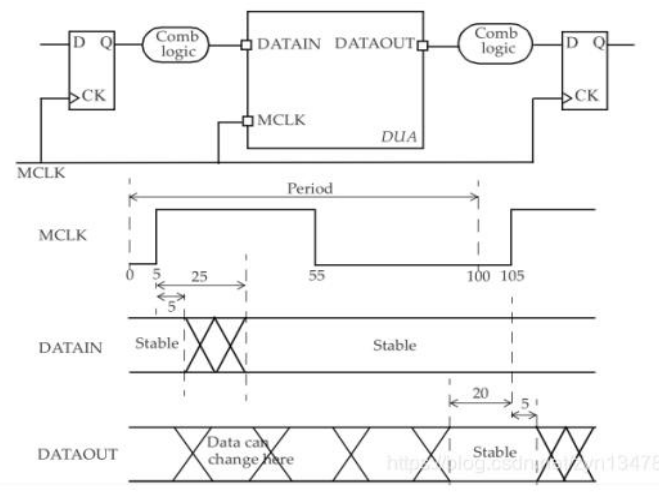 D Q
CK
Comb
logic
DATAIN DATAOUT
MCLK
DUA
Comb
logic
D Q
CK
MCLK
Period
MCLK
0 5 55 100 105
25
5
DATAIN
Stable
Stable
20
5
DATAOUT
Data can
change here
Stable